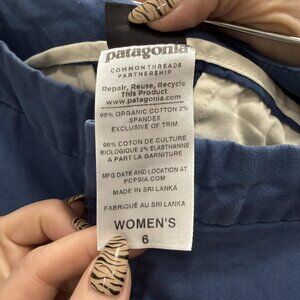 patagonia
COMMON THREADS
PARTNERSHIP
Repair, Reuse, Recycle
This Product
www.patagonia.com
98% ORGANIC COTTON 2%
SPANDEX
EXCLUSIVE OF TRIM
98% COTON DE CULTURE
BIOLOGIQUE 2% ELASTHANNE
A PART LA GARNITURE
MFG DATE AND LOCATION AT
PCPSIA.COM
MADE IN SRI LANKA
FABRIQUÉ AU SRI LANKA
WOMEN'S
6